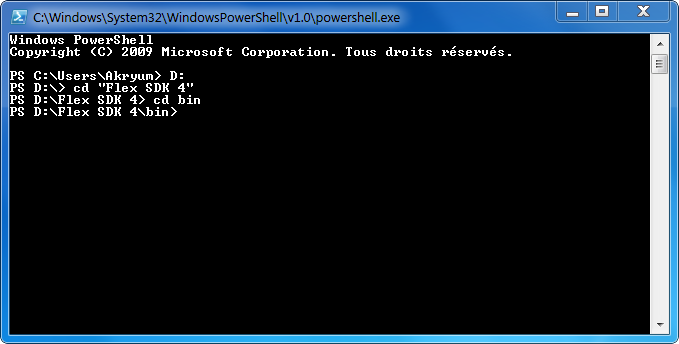 C:\Windows\System32\WindowsPowerShell\v1.0\powershell.exe
Windows PowerShell
Copyright (C) 2009 Microsoft Corporation. Tous droits réservés.
PS C:\Users\Akryum> D:
PS D:\> cd "Flex SDK 4"
PS D:\Flex SDK 4> cd bin
PS D:\Flex SDK 4\bin>